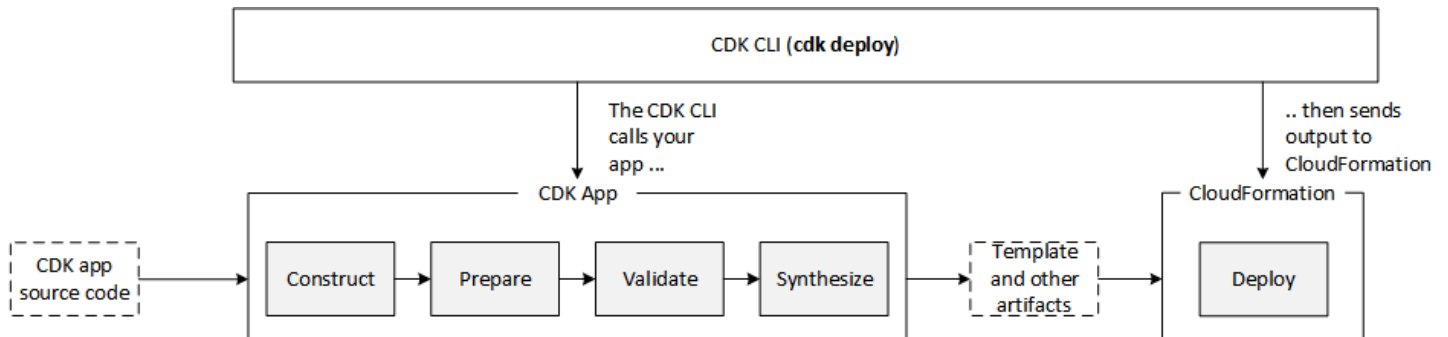 CDK CLI (cdk deploy)
The CDK CLI
calls your
app ...
.. then sends
output to
CloudFormation
CDK App
CloudFormation
CDK app
source code
Construct
Prepare
Validate
Synthesize
Template
and other
artifacts
Deploy